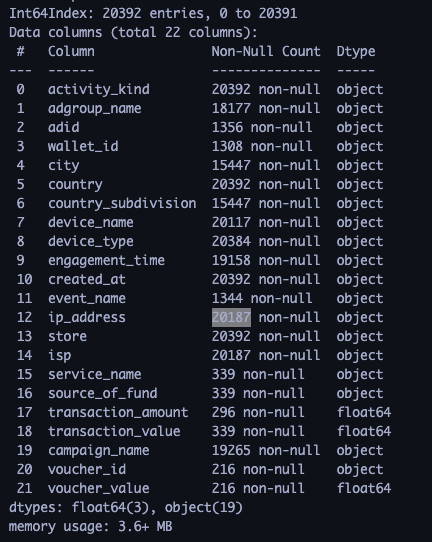 Int64Index: 20392 entries, 0 to 20391
Data columns (total 22 columns):
 #   Column               Non-Null Count  Dtype
---  ------               --------------  -----
 0   activity_kind        20392 non-null  object
 1   adgroup_name         18177 non-null  object
 2   adid                 1356 non-null   object
 3   wallet_id            1308 non-null   object
 4   city                 15447 non-null  object
 5   country              20392 non-null  object
 6   country_subdivision  15447 non-null  object
 7   device_name          20117 non-null  object
 8   device_type          20384 non-null  object
 9   engagement_time      19158 non-null  object
 10  created_at           20392 non-null  object
 11  event_name           1344 non-null   object
 12  ip_address           20187 non-null  object
 13  store                20392 non-null  object
 14  isp                  20187 non-null  object
 15  service_name         339 non-null    object
 16  source_of_fund       339 non-null    object
 17  transaction_amount   296 non-null    float64
 18  transaction_value    339 non-null    float64
 19  campaign_name        19265 non-null  object
 20  voucher_id           216 non-null    object
 21  voucher_value        216 non-null    float64
dtypes: float64(3), object(19)
memory usage: 3.6+ MB